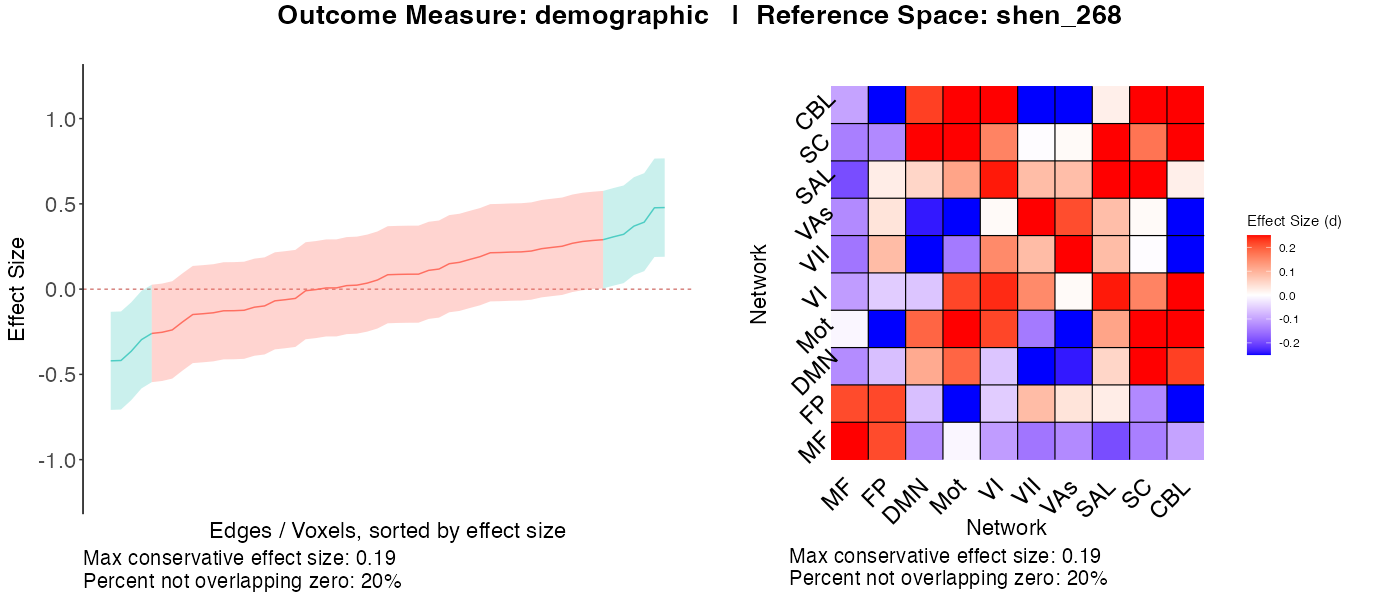 Outcome Measure: demographic | Reference Space: shen_268
1.0
0.5
0.0
-0.5
-1.0
Effect Size
Edges / Voxels, sorted by effect size
Max conservative effect size: 0.19
Percent not overlapping zero: 20%
CBL
SC
SAL
VAs
VII
VI
Mot
DMN
FP
MF
Network
MF
FP
DMN
Mot
VI
VII
VAs
SAL
SC
CBL
Network
Max conservative effect size: 0.19
Percent not overlapping zero: 20%
Effect Size (d)
0.2
0.1
0.0
-0.1
-0.2